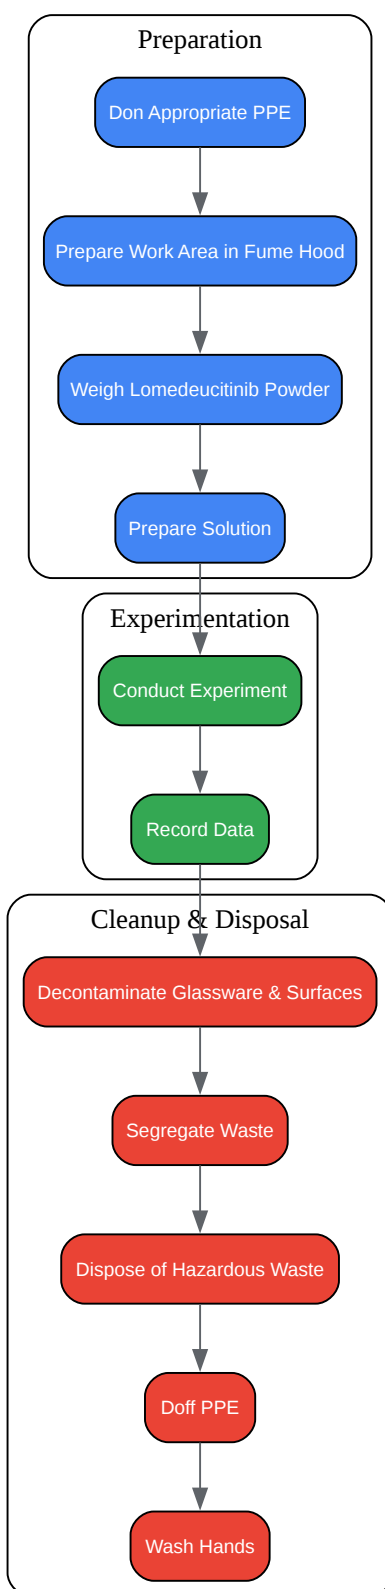 Preparation
Don Appropriate PPE
Prepare Work Area in Fume Hood
Weigh Lomedeucitinib Powder
Prepare Solution
Experimentation
Conduct Experiment
Record Data
Cleanup & Disposal
Decontaminate Glassware & Surfaces
Segregate Waste
Dispose of Hazardous Waste
Doff PPE
Wash Hands